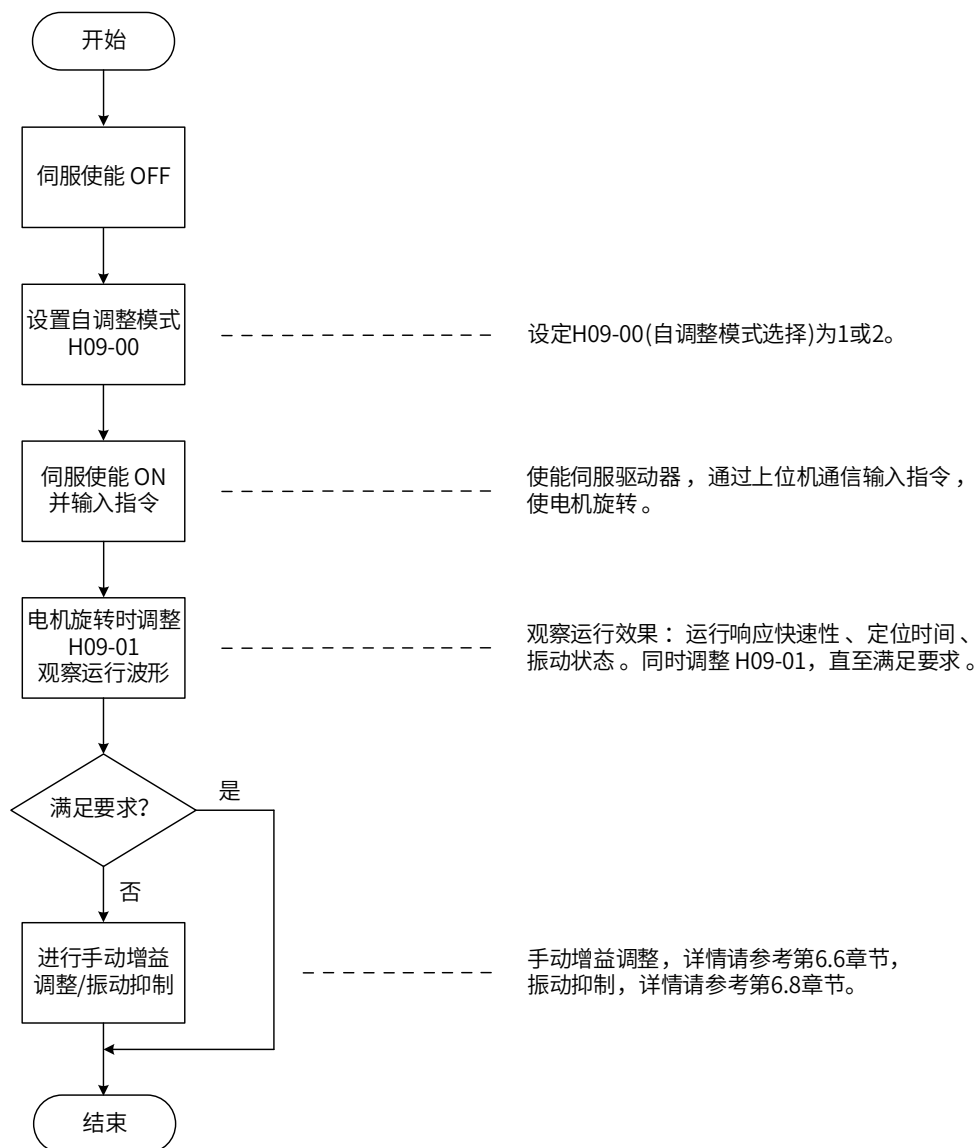 开始
伺服使能 OFF
设置自调整模式
H09-00
设定H09-00(自调整模式选择)为1或2。
伺服使能 ON
并输入指令
使能伺服驱动器，通过上位机通信输入指令，
使电机旋转。
电机旋转时调整
H09-01
观察运行波形
观察运行效果：运行响应快速性、定位时间、
振动状态。同时调整 H09-01，直至满足要求。
满足要求？
是
否
进行手动增益
调整/振动抑制
手动增益调整，详情请参考第6.6章节，
振动抑制，详情请参考第6.8章节。
结束